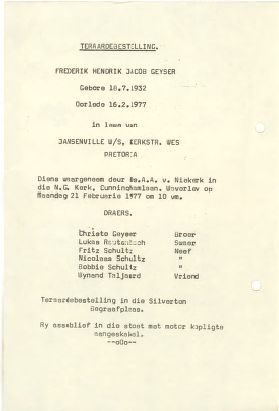 TERAARDEBESTELLING.
FREDERIK HENDRIK JACOB GEYSER
Gebore 18.7.1932
Oorlede 16.2.1977
in lewe van
JANSENVILLE W/S, KERKSTR. WES
PRETORIA
Diens waargeneem deur Ds.A.A. v. Niekerk in
die N.G. Kerk, Cunninghamlaan. Waverley op
Maandag 21 Februarie 1977 om 10 vm.
DRAERS.
Christo Geyser Broer
Lukas Rautenbach Swaer
Fritz Schultz Neef
Nicolaas Schultz "
Bobbie Schultz "
Wynand Taljaard Vriend
Teraardebestelling in die Silverton
Begraafplaas.
Ry asseblief in die stoet met motor kopligte
aangeskakel.
--oOo--